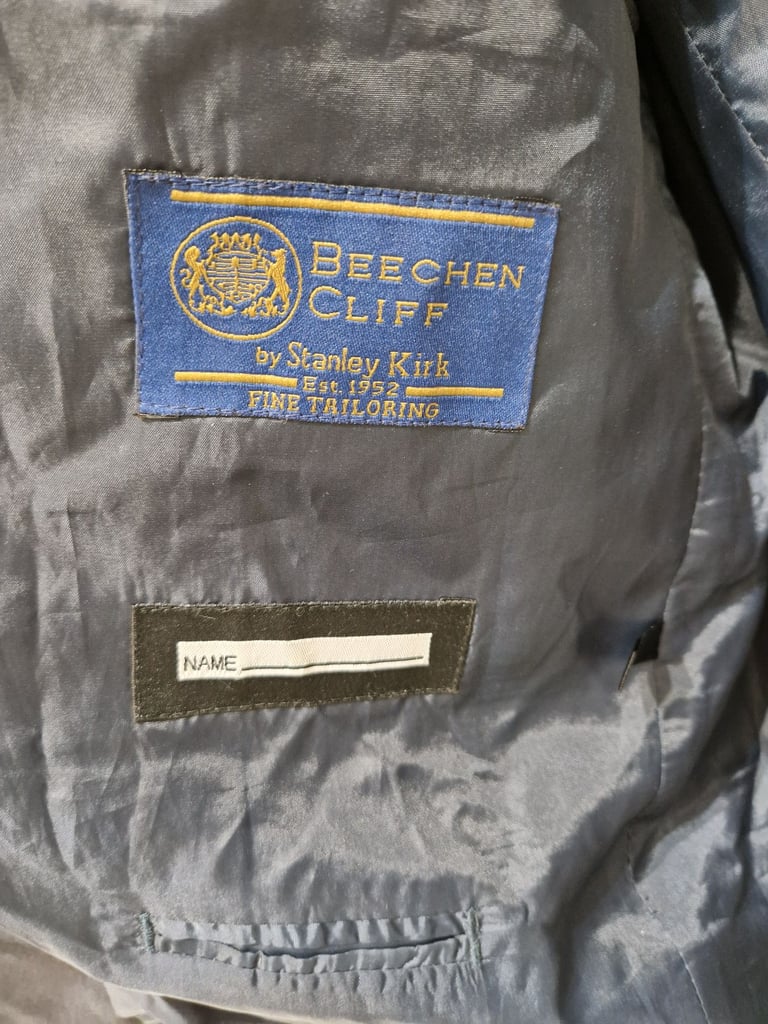 BEECHEN
CLIFF
by Stanley Kirk
Est. 1952
FINE TAILORING
NAME